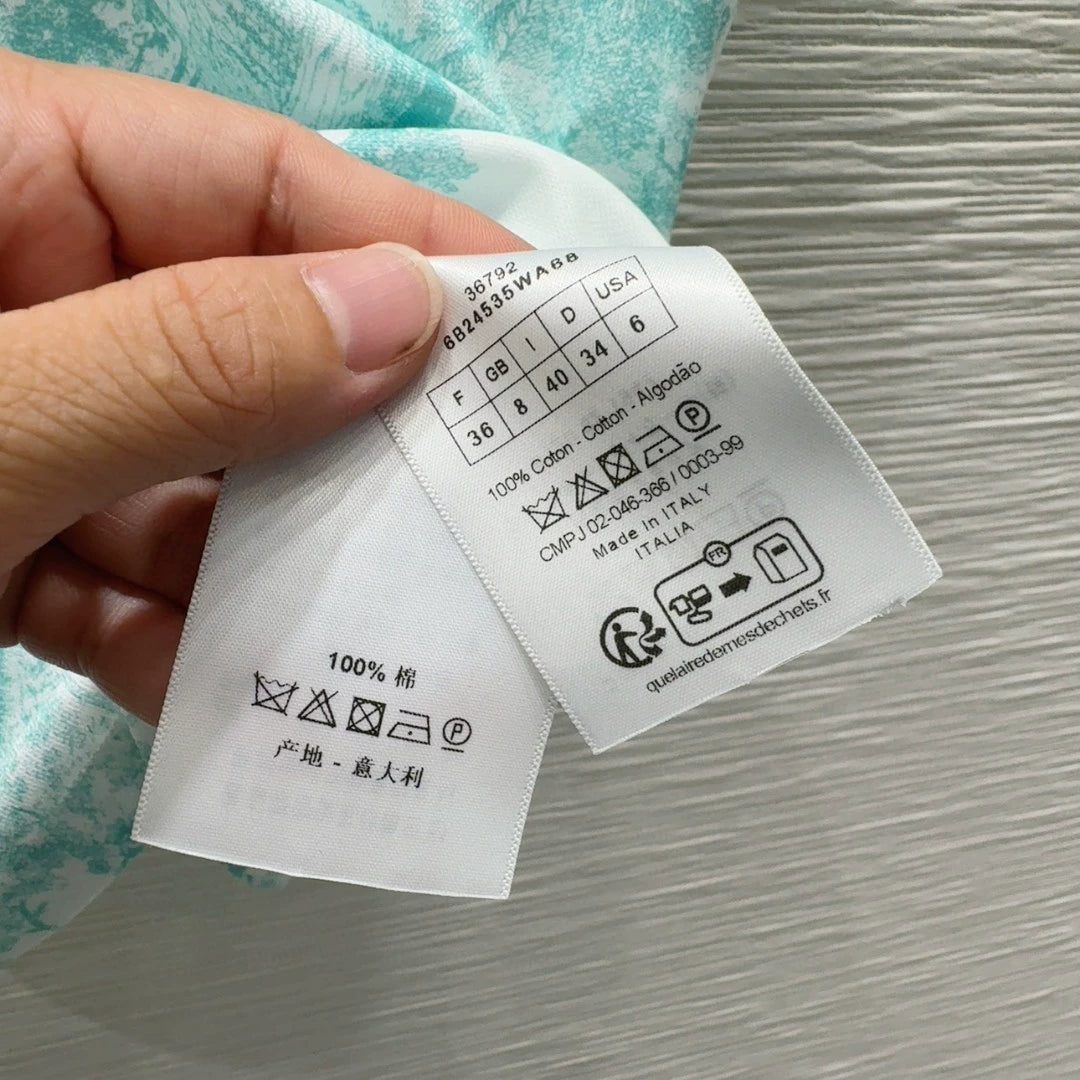 36792
6B24535WA68
F GB I D USA
36 8 40 34 6
100% Coton - Cotton - Algodão
P
CMPJ 02-046-366 / 0003-99
Made in ITALY
ITALIA
FR
quelairedemesdechets.fr
100% 棉
P
产地 - 意大利